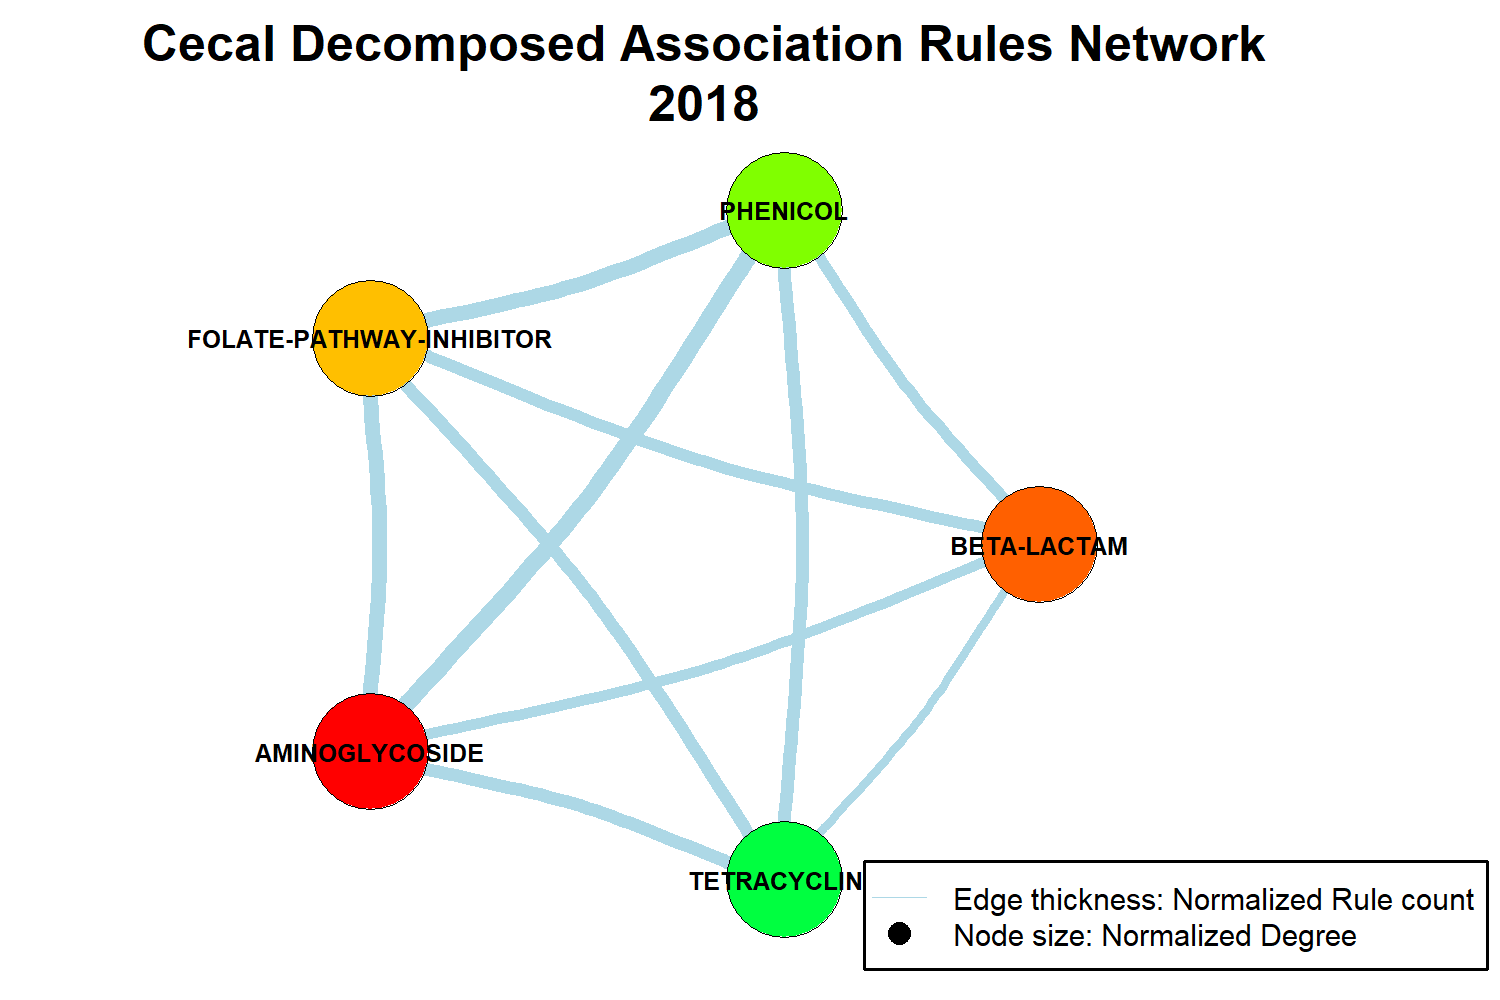 Cecal Decomposed Association Rules Network
2018
PHENICOL
FOLATE-PATHWAY-INHIBITOR
BETA-LACTAM
AMINOGLYCOSIDE
TETRACYCLIN
Edge thickness: Normalized Rule count
Node size: Normalized Degree